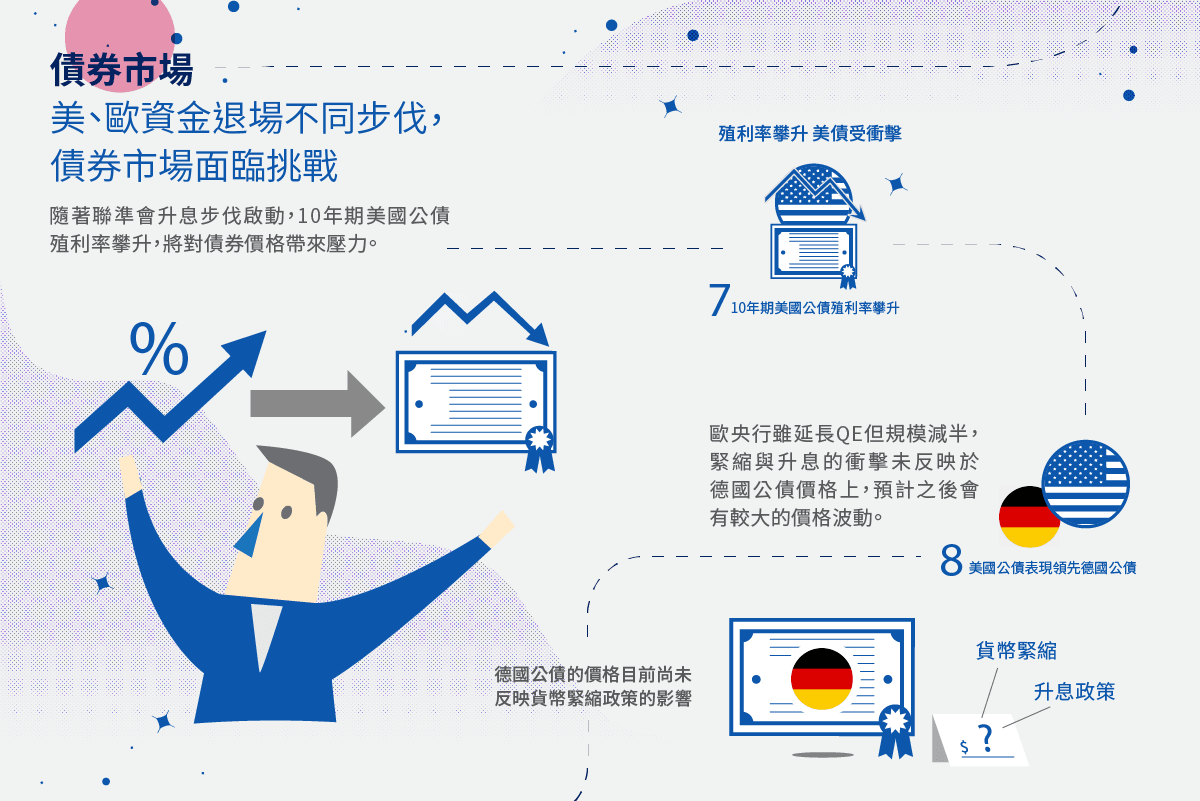 債券市場
美、歐資金退場不同步伐，
債券市場面臨挑戰
隨著聯準會升息步伐啟動，10年期美國公債
殖利率攀升，將對債券價格帶來壓力。
殖利率攀升 美債受衝擊
7 10年期美國公債殖利率攀升
%
歐央行雖延長QE但規模減半，
緊縮與升息的衝擊未反映於
德國公債價格上，預計之後會
有較大的價格波動。
8 美國公債表現領先德國公債
德國公債的價格目前尚未
反映貨幣緊縮政策的影響
貨幣緊縮
升息政策
$ ?